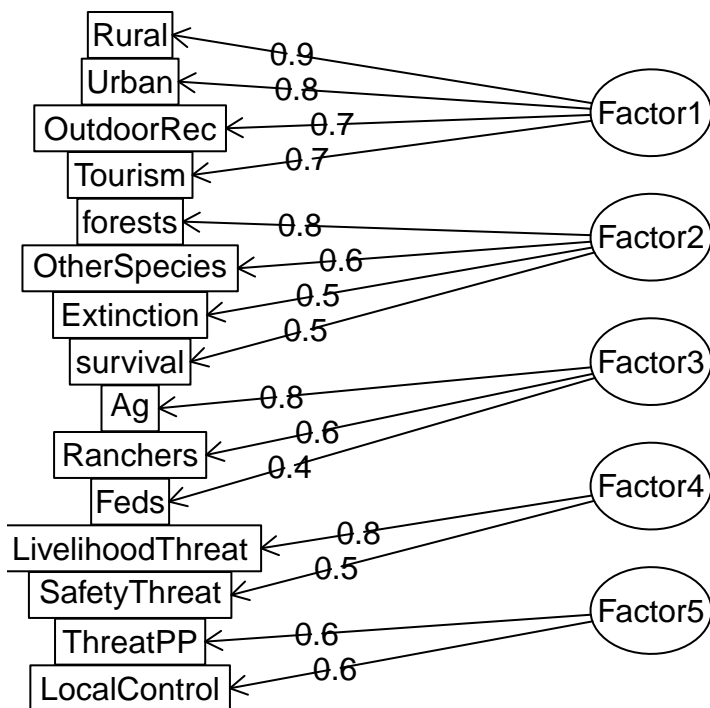 Rural
0.9
Urban
0.8
OutdoorRec
0.7
Factor1
Tourism
0.7
forests
0.8
Factor2
OtherSpecies
0.6
Extinction
0.5
survival
0.5
Factor3
Ag
0.8
Ranchers
0.6
Feds
0.4
Factor4
LivelihoodThreat
0.8
SafetyThreat
0.5
ThreatPP
0.6
Factor5
LocalControl
0.6